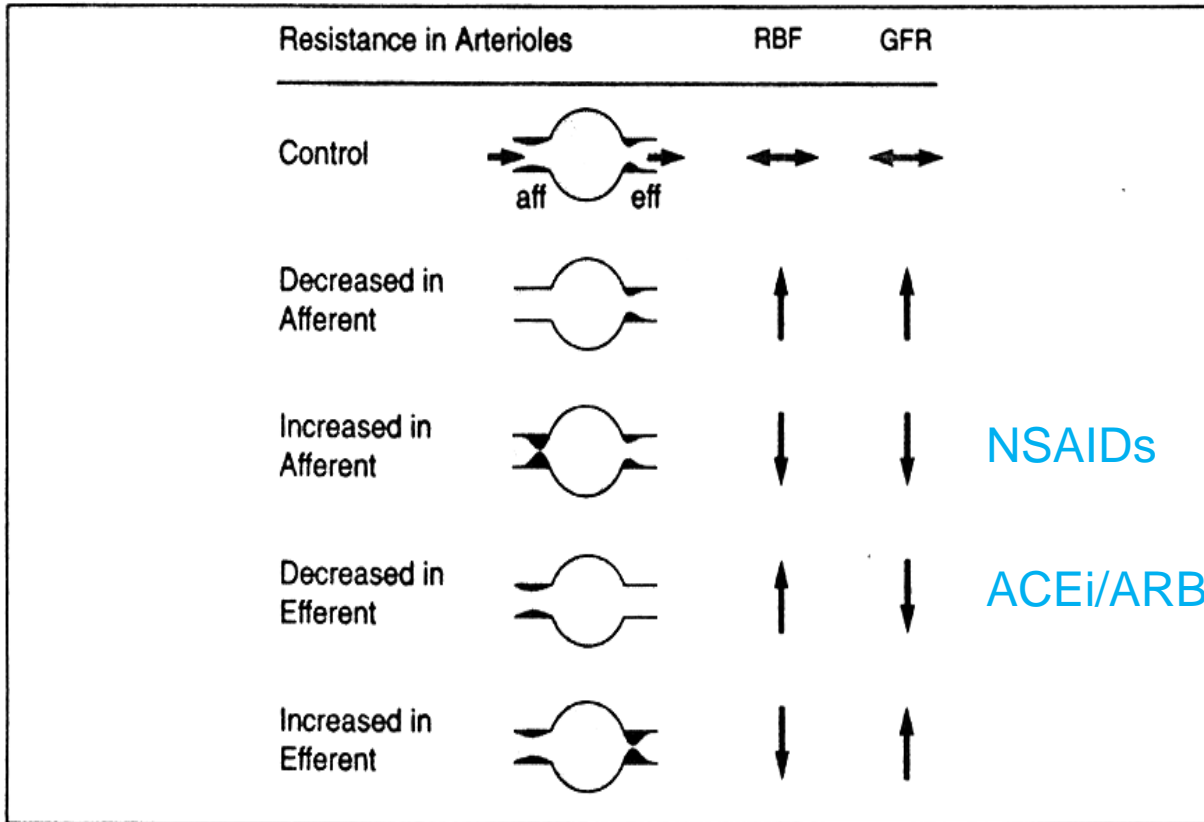 Resistance in Arterioles RBF GFR
Control
aff eff
Decreased in
Afferent
Increased in
Afferent
NSAIDs
Decreased in
Efferent
ACEi/ARB
Increased in
Efferent